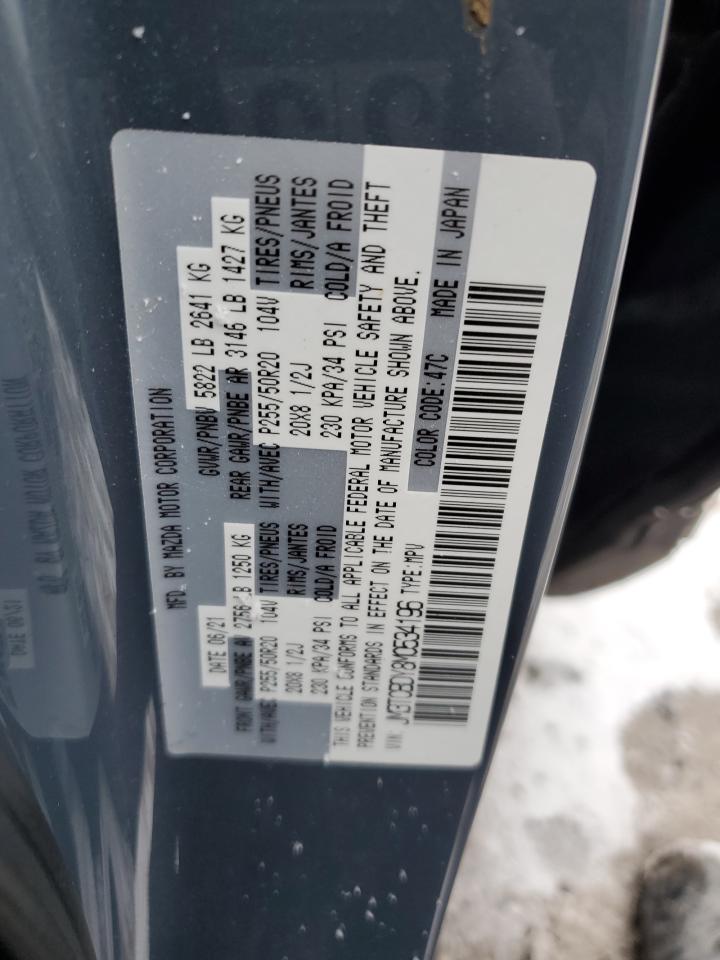 MFD. BY MAZDA MOTOR CORPORATION
DATE 06/21 GVWR/PNBV 5822 LB 2641 KG
FRONT GAWR/PNBE AV 2756 LB 1250 KG REAR GAWR/PNBE AR 3146 LB 1427 KG
WITH/AVEC P255/50R20 104V TIRES/PNEUS WITH/AVEC P255/50R20 104V TIRES/PNEUS
20X8 1/2J RIMS/JANTES 20X8 1/2J RIMS/JANTES
230 KPA/34 PSI COLD/A FROID 230 KPA/34 PSI COLD/A FROID
THIS VEHICLE CONFORMS TO ALL APPLICABLE FEDERAL MOTOR VEHICLE SAFETY AND THEFT
PREVENTION STANDARDS IN EFFECT ON THE DATE OF MANUFACTURE SHOWN ABOVE.
VIN: JM3TCBDY8M0534196 TYPE:MPV COLOR CODE:47C MADE IN JAPAN